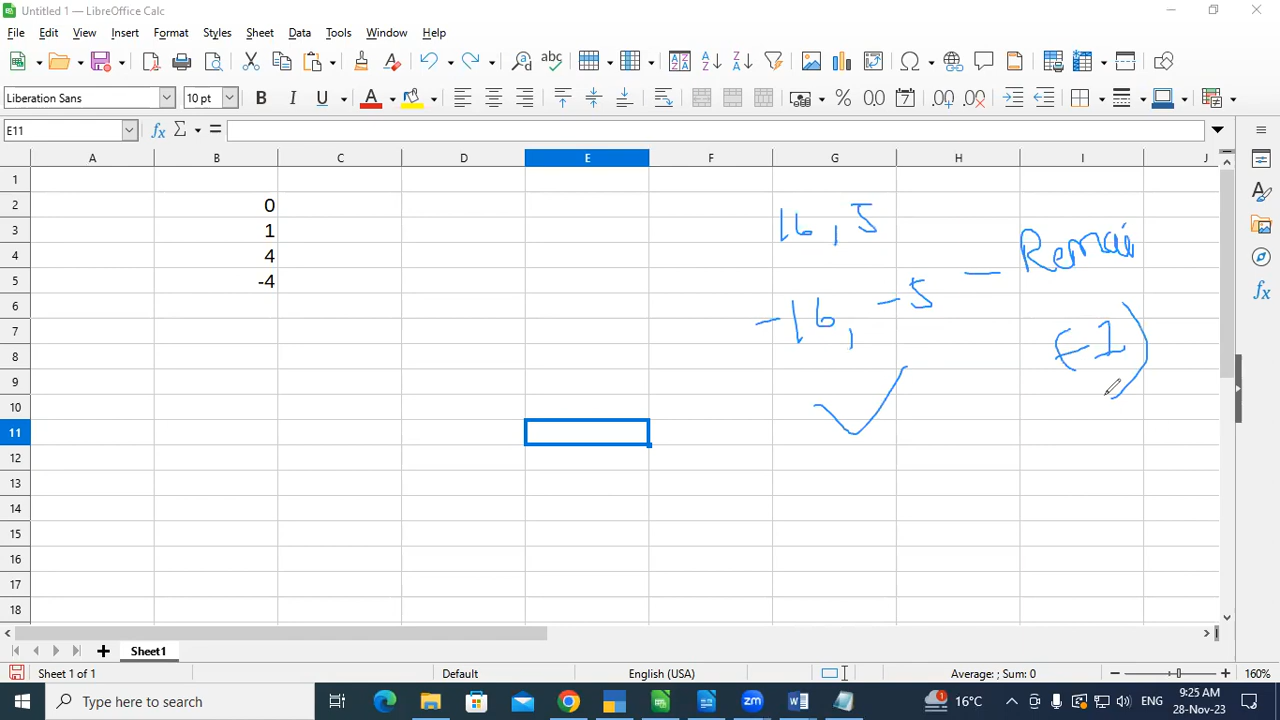 Untitled 1 — LibreOffice Calc
File Edit View Insert Format Styles Sheet Data Tools Window Help
Liberation Sans 10 pt
E11
A B C D E F G H I J
1
2 0
3 1
4 4
5 -4
6
7
8
9
10
11
12
13
14
15
16
17
18
16, 5
-16, -5 — Remai
(-1)
Sheet1
Sheet 1 of 1 Default English (USA) Average: ; Sum: 0 160%
Type here to search 16°C ENG 9:25 AM
28-Nov-23